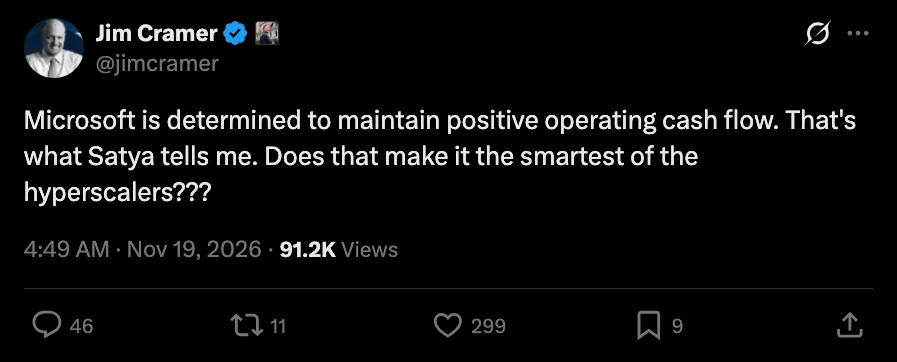 Jim Cramer
@jimcramer
Microsoft is determined to maintain positive operating cash flow. That's
what Satya tells me. Does that make it the smartest of the
hyperscalers???
4:49 AM · Nov 19, 2026 · 91.2K Views
46 11 299 9